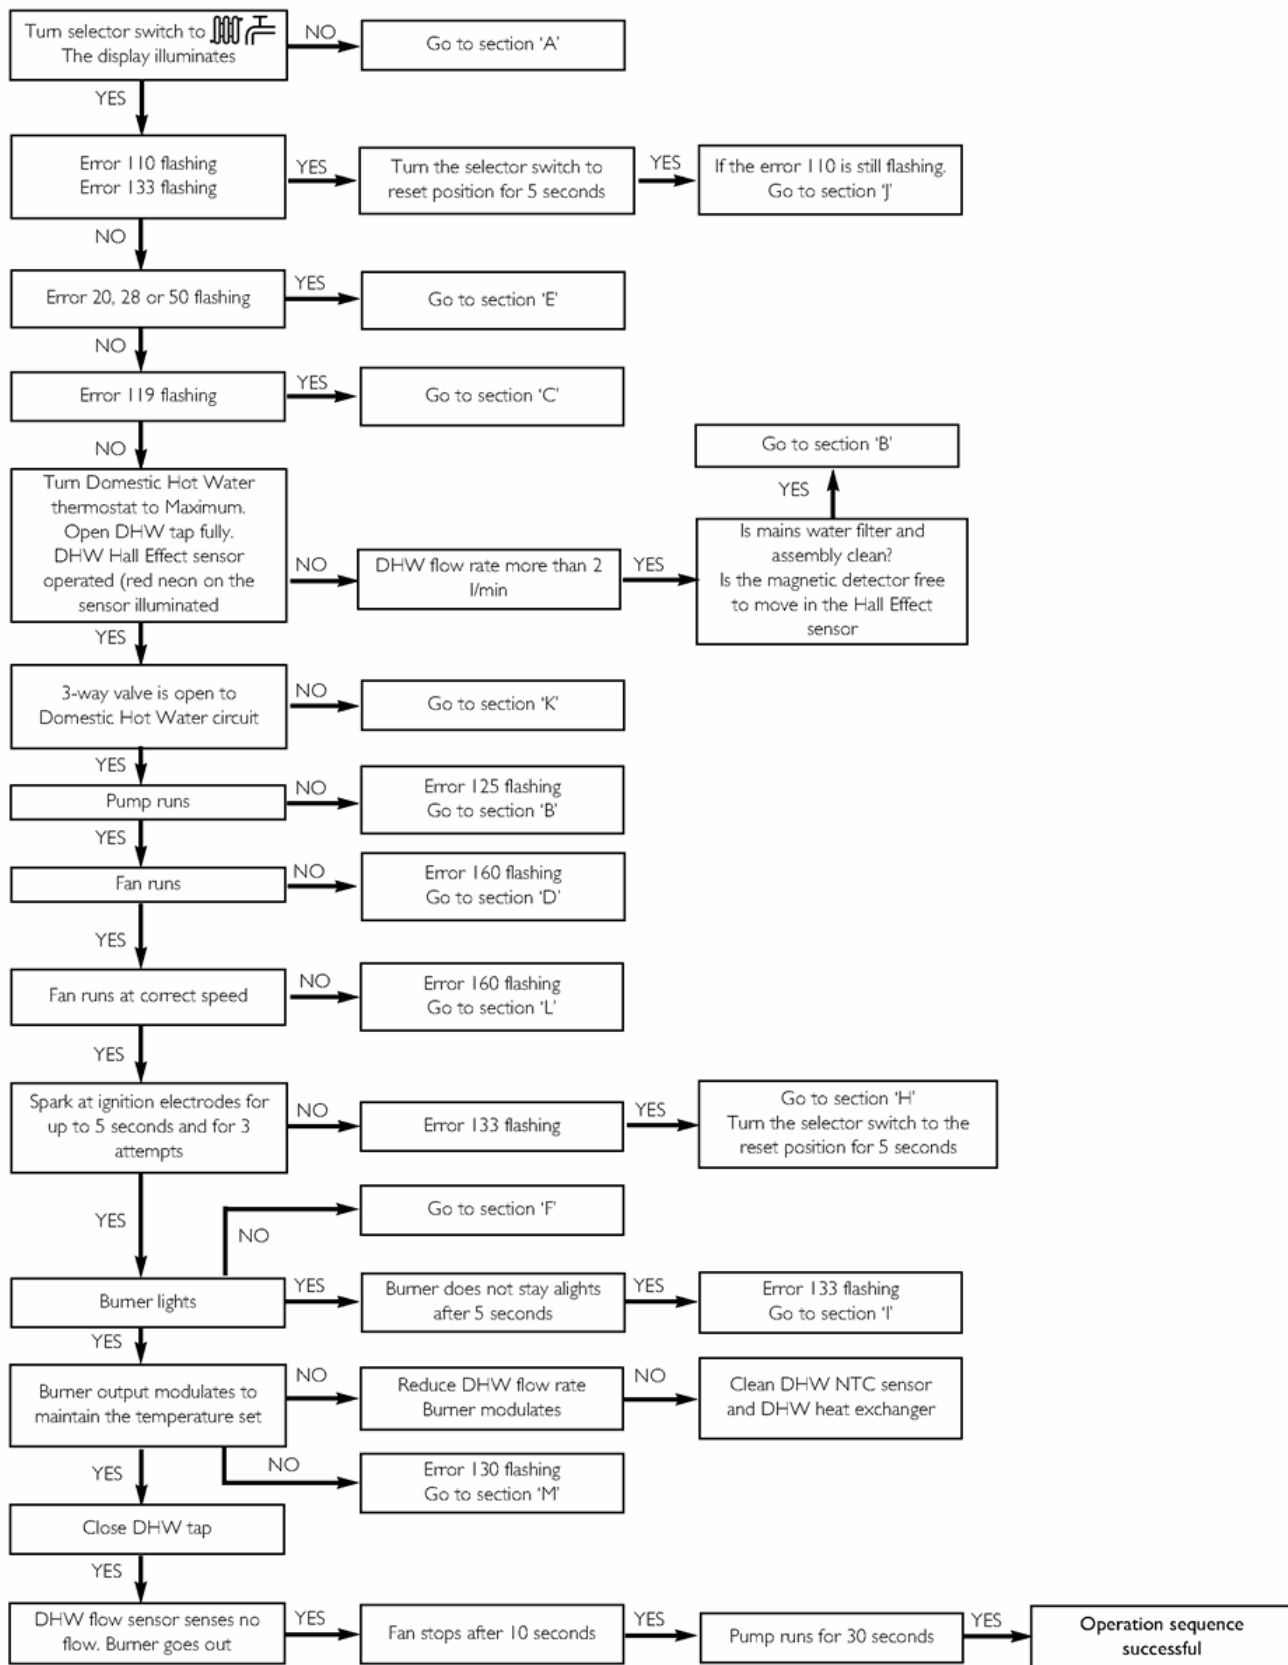 Turn selector switch to
The display illuminates
NO
Go to section ‘A’
YES
Error 110 flashing
Error 133 flashing
YES
Turn the selector switch to
reset position for 5 seconds
YES
If the error 110 is still flashing.
Go to section ‘J’
NO
Error 20, 28 or 50 flashing
YES
Go to section ‘E’
NO
Error 119 flashing
YES
Go to section ‘C’
NO
Turn Domestic Hot Water
thermostat to Maximum.
Open DHW tap fully.
DHW Hall Effect sensor
operated (red neon on the
sensor illuminated
NO
DHW flow rate more than 2
l/min
YES
Is mains water filter and
assembly clean?
Is the magnetic detector free
to move in the Hall Effect
sensor
YES
Go to section ‘B’
YES
3-way valve is open to
Domestic Hot Water circuit
NO
Go to section ‘K’
YES
Pump runs
NO
Error 125 flashing
Go to section ‘B’
YES
Fan runs
NO
Error 160 flashing
Go to section ‘D’
YES
Fan runs at correct speed
NO
Error 160 flashing
Go to section ‘L’
YES
Spark at ignition electrodes for
up to 5 seconds and for 3
attempts
NO
Error 133 flashing
YES
Go to section ‘H’
Turn the selector switch to the
reset position for 5 seconds
YES
NO
Go to section ‘F’
Burner lights
YES
Burner does not stay alights
after 5 seconds
YES
Error 133 flashing
Go to section ‘I’
YES
Burner output modulates to
maintain the temperature set
NO
Reduce DHW flow rate
Burner modulates
NO
Clean DHW NTC sensor
and DHW heat exchanger
NO
Error 130 flashing
Go to section ‘M’
YES
Close DHW tap
YES
DHW flow sensor senses no
flow. Burner goes out
YES
Fan stops after 10 seconds
YES
Pump runs for 30 seconds
YES
Operation sequence
successful